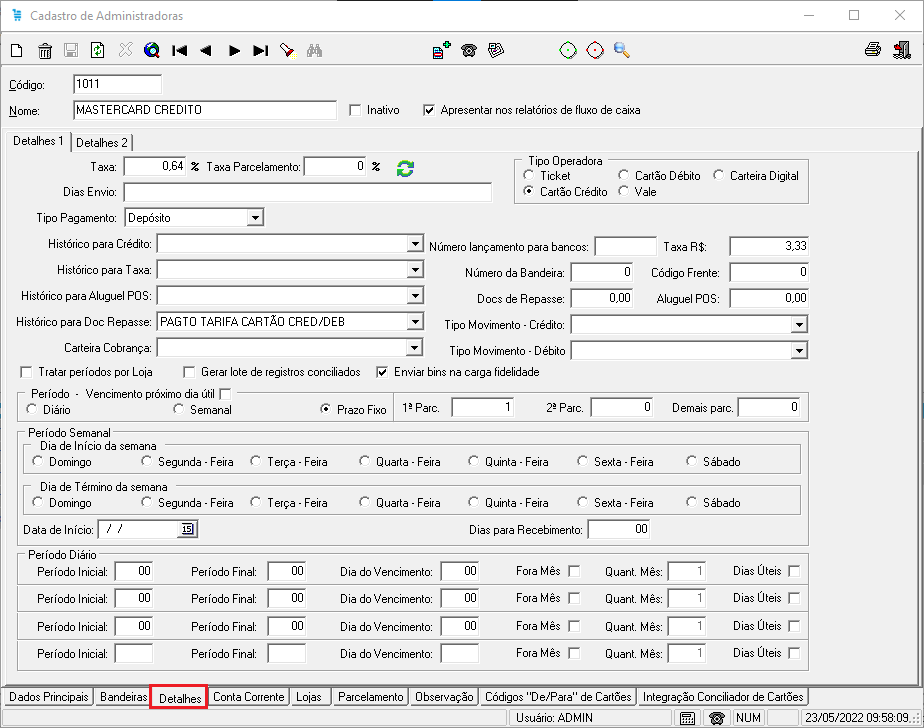 Cadastro de Administradoras
Código: 1011
Nome: MASTERCARD CREDITO Inativo Apresentar nos relatórios de fluxo de caixa
Detalhes 1 Detalhes 2
Taxa: 0,64 % Taxa Parcelamento: 0 %
Tipo Operadora
Ticket Cartão Débito Carteira Digital
Cartão Crédito Vale
Dias Envio:
Tipo Pagamento: Depósito
Histórico para Crédito: Número lançamento para bancos: Taxa R$: 3,33
Histórico para Taxa: Número da Bandeira: 0 Código Frente: 0
Histórico para Aluguel POS: Docs de Repasse: 0,00 Aluguel POS: 0,00
Histórico para Doc Repasse: PAGTO TARIFA CARTÃO CRED/DEB Tipo Movimento - Crédito:
Carteira Cobrança: Tipo Movimento - Débito
Tratar períodos por Loja Gerar lote de registros conciliados Enviar bins na carga fidelidade
Período - Vencimento próximo dia útil
Diário Semanal Prazo Fixo 1ª Parc. 1 2ª Parc. 0 Demais parc. 0
Período Semanal
Dia de Início da semana
Domingo Segunda - Feira Terça - Feira Quarta - Feira Quinta - Feira Sexta - Feira Sábado
Dia de Término da semana
Domingo Segunda - Feira Terça - Feira Quarta - Feira Quinta - Feira Sexta - Feira Sábado
Data de Início: / / 15 Dias para Recebimento: 00
Período Diário
Período Inicial: 00 Período Final: 00 Dia do Vencimento: 00 Fora Mês Quant. Mês: 1 Dias Úteis
Período Inicial: 00 Período Final: 00 Dia do Vencimento: 00 Fora Mês Quant. Mês: 1 Dias Úteis
Período Inicial: 00 Período Final: 00 Dia do Vencimento: 00 Fora Mês Quant. Mês: 1 Dias Úteis
Período Inicial: Período Final: Dia do Vencimento: Fora Mês Quant. Mês: 1 Dias Úteis
Dados Principais Bandeiras Detalhes Conta Corrente Lojas Parcelamento Observação Códigos "De/Para" de Cartões Integração Conciliador de Cartões
Usuário: ADMIN NUM 23/05/2022 09:58:09